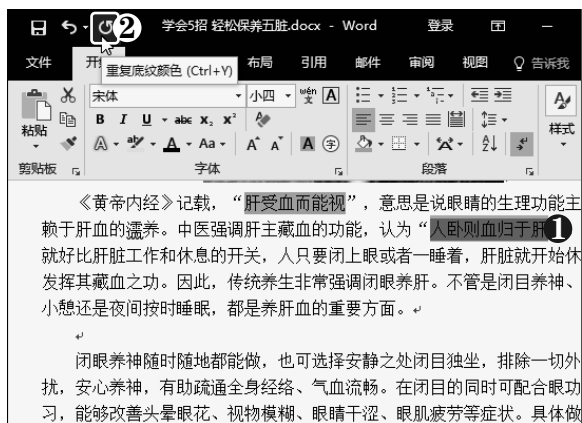 2
学会5招 轻松保养五脏.docx - Word 登录
文件 开 布局 引用 邮件 审阅 视图 告诉我
重复底纹颜色 (Ctrl+Y)
宋体 小四 wén 文 A
粘贴 B I U abc X₂ X² 样式
A aby A Aa A A A 字
剪贴板 字体 段落
《黄帝内经》记载，“肝受血而能视”，意思是说眼睛的生理功能主
赖于肝血的濡养。中医强调肝主藏血的功能，认为“人卧则血归于肝 1
就好比肝脏工作和休息的开关，人只要闭上眼或者一睡着，肝脏就开始休
发挥其藏血之功。因此，传统养生非常强调闭眼养肝。不管是闭目养神、
小憩还是夜间按时睡眠，都是养肝血的重要方面。
闭眼养神随时随地都能做，也可选择安静之处闭目独坐，排除一切外
扰，安心养神，有助疏通全身经络、气血流畅。在闭目的同时可配合眼功
习，能够改善头晕眼花、视物模糊、眼睛干涩、眼肌疲劳等症状。具体做